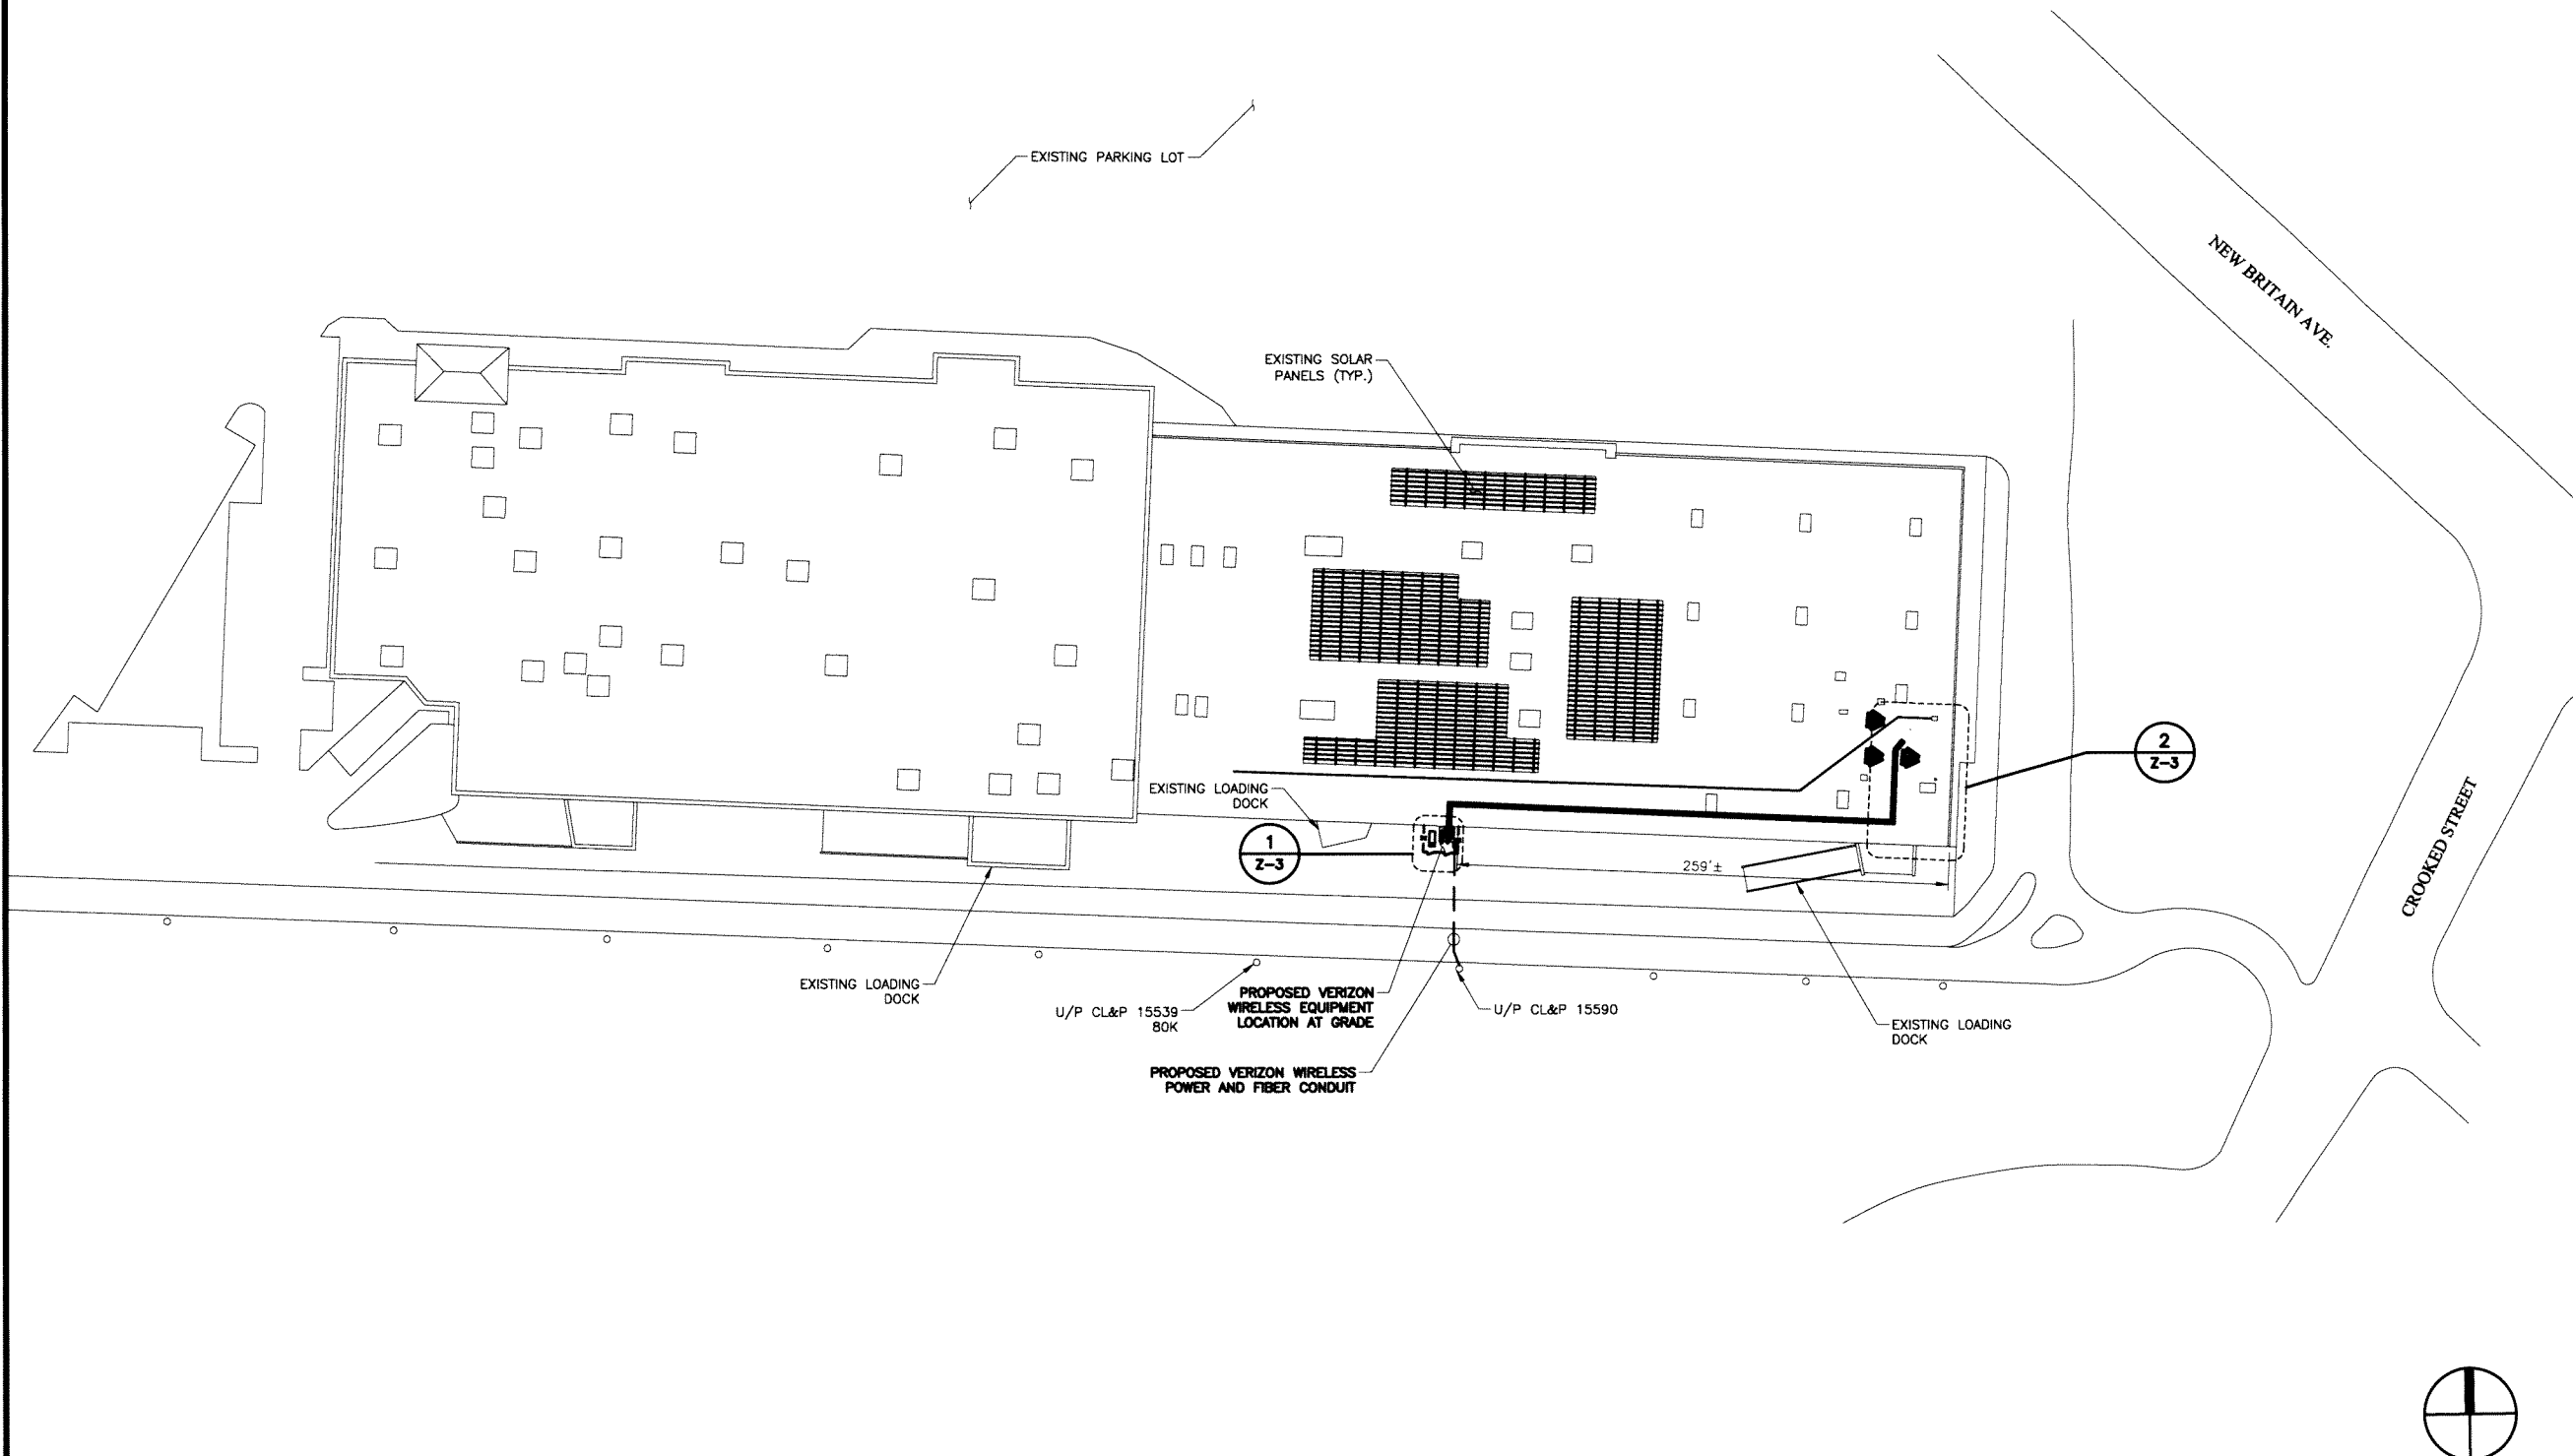 EXISTING PARKING LOT
NEW BRITAIN AVE.
EXISTING SOLAR
PANELS (TYP.)
2
Z-3
EXISTING LOADING
DOCK
1
Z-3
259'±
CROOKED STREET
EXISTING LOADING
DOCK
U/P CL&P 15539
80K
PROPOSED VERIZON
WIRELESS EQUIPMENT
LOCATION AT GRADE
U/P CL&P 15590
EXISTING LOADING
DOCK
PROPOSED VERIZON WIRELESS
POWER AND FIBER CONDUIT